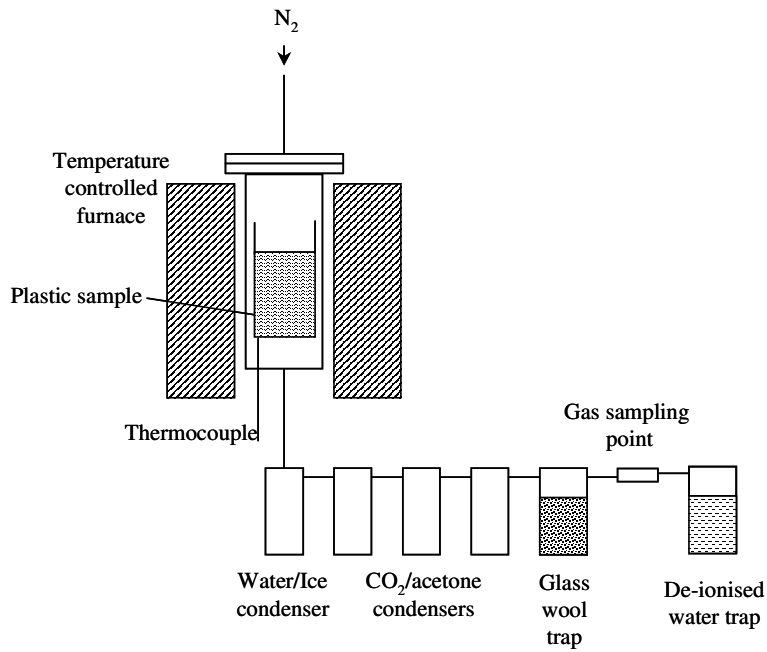 N₂
Temperature
controlled
furnace
Plastic sample
Thermocouple
Gas sampling
point
Water/Ice
condenser
CO₂/acetone
condensers
Glass
wool
trap
De-ionised
water trap